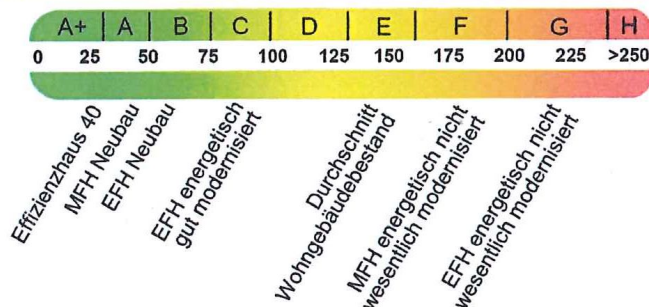 A+ A B C D E F G H
0 25 50 75 100 125 150 175 200 225 >250
Effizienzhaus 40
MFH Neubau
EFH Neubau
EFH energetisch
gut modernisiert
Durchschnitt
Wohngebäudebestand
MFH energetisch nicht
wesentlich modernisiert
EFH energetisch nicht
wesentlich modernisiert